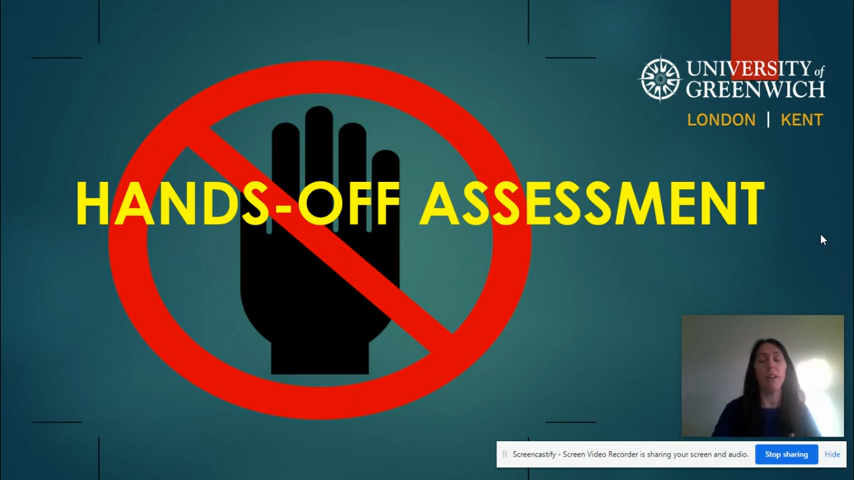 UNIVERSITY of
GREENWICH
LONDON | KENT
HANDS-OFF ASSESSMENT
Screencastify - Screen Video Recorder is sharing your screen and audio.
Stop sharing
Hide